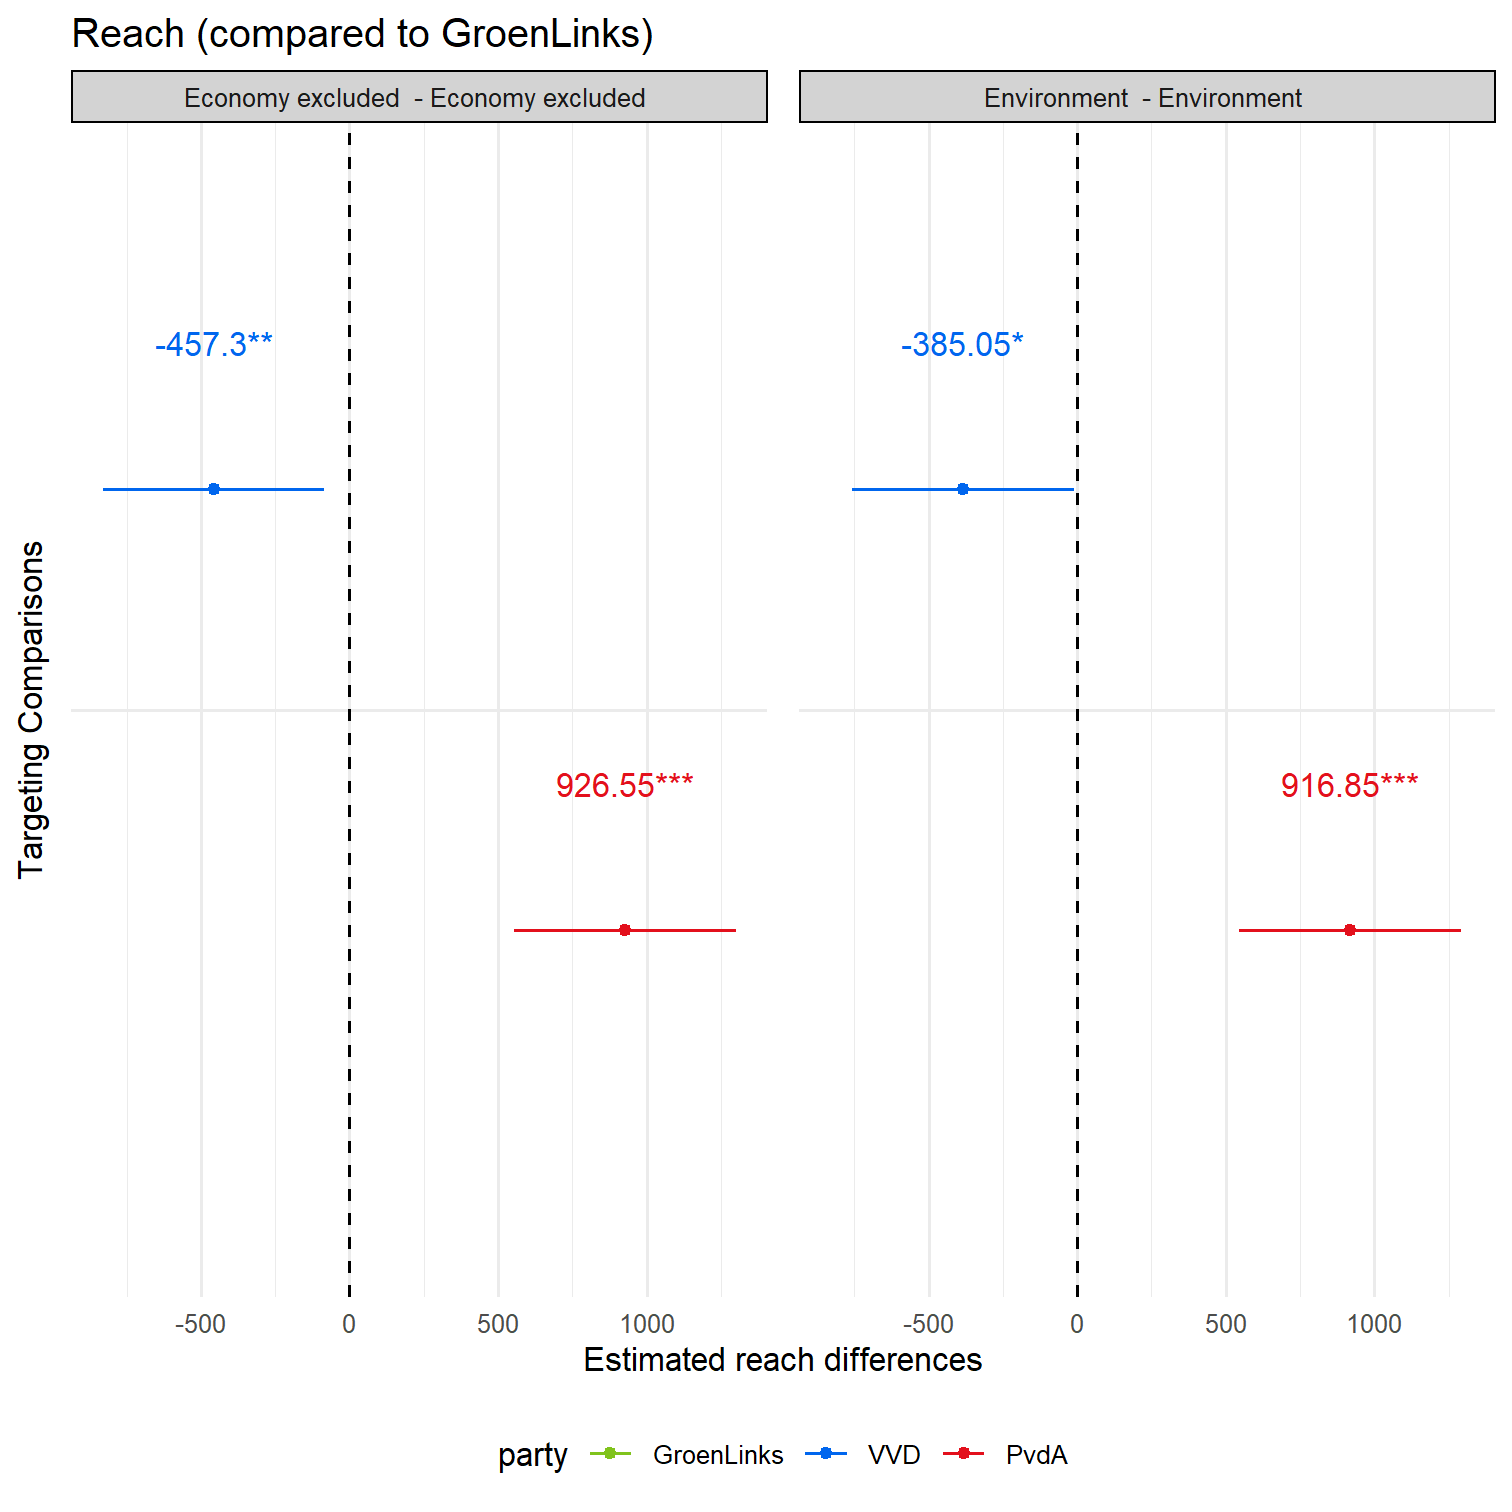 Reach (compared to GroenLinks)
Economy excluded  - Economy excluded
Environment  - Environment
-457.3**
-385.05*
926.55***
916.85***
Targeting Comparisons
-500 0 500 1000
-500 0 500 1000
Estimated reach differences
party GroenLinks VVD PvdA